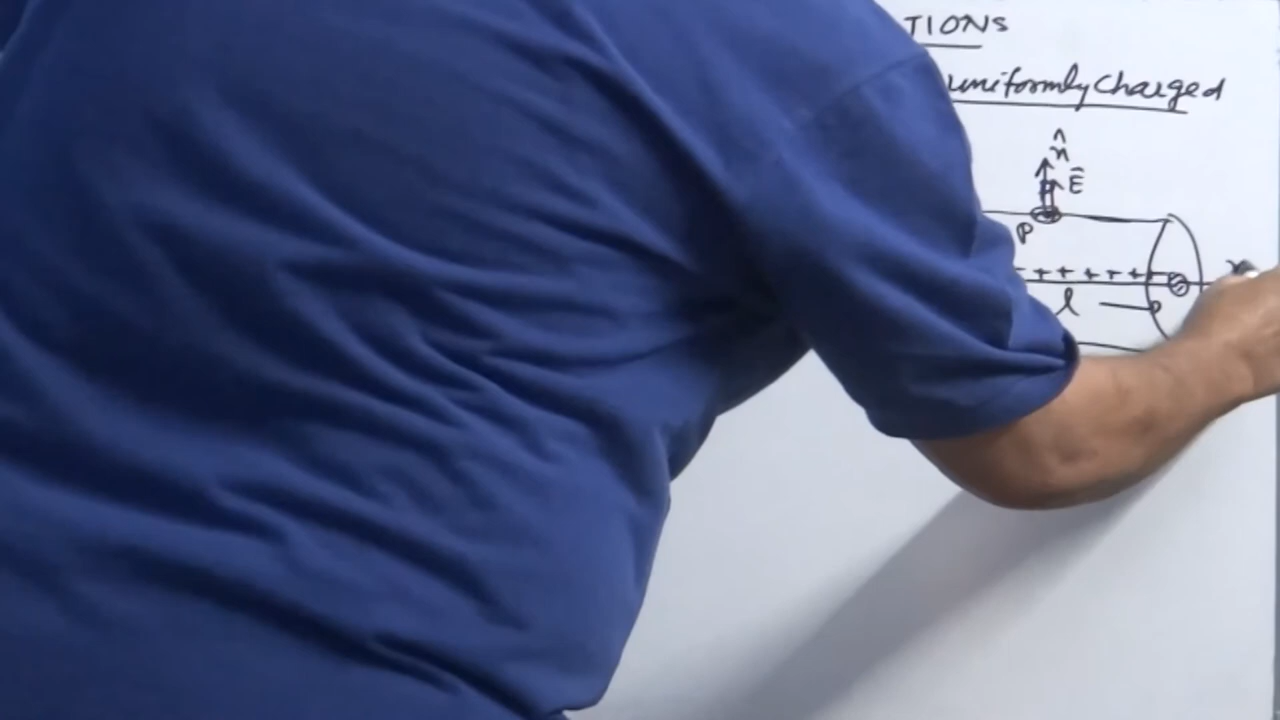 TIONS
uniformly Charged
n̂
E
P
+ + + + +
l